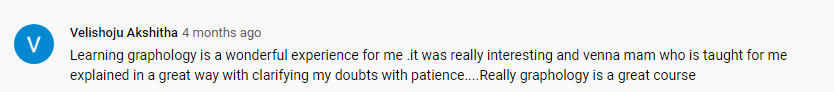 V
Velishoju Akshitha 4 months ago
Learning graphology is a wonderful experience for me .it was really interesting and venna mam who is taught for me
explained in a great way with clarifying my doubts with patience....Really graphology is a great course